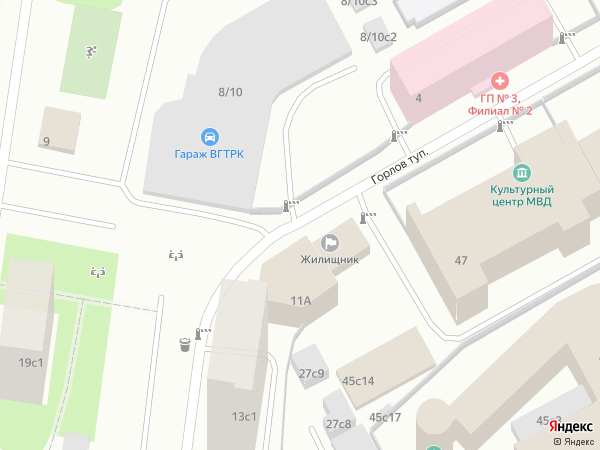 8/10с3
8/10с2
8/10
4
ГП № 3,
Филиал № 2
9
Гараж ВГТРК
Горлов туп.
Культурный
центр МВД
47
Жилищник
11А
19с1
27с9
45с14
13с1
45с17
27с8
45с2
Яндекс
© Яндекс